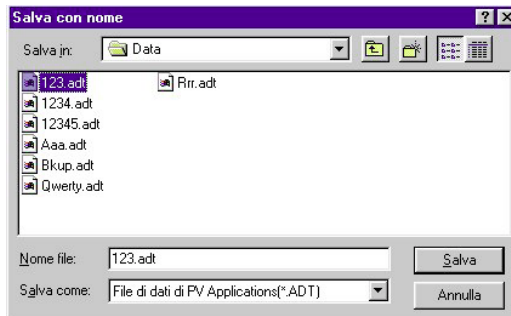 Salva con nome
Salva in: Data
123.adt Rrr.adt
1234.adt
12345.adt
Aaa.adt
Bkup.adt
Qwerty.adt
Nome file: 123.adt Salva
Salva come: File di dati di PV Applications(*.ADT) Annulla